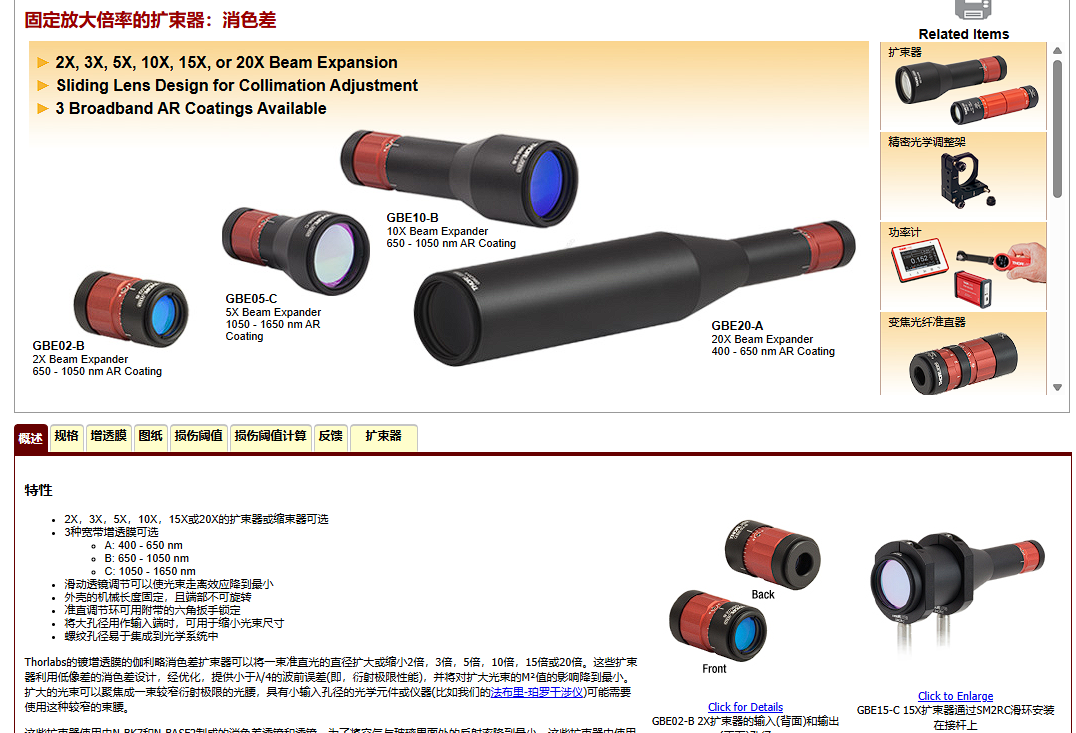 固定放大倍率的扩束器：消色差
2X, 3X, 5X, 10X, 15X, or 20X Beam Expansion
Sliding Lens Design for Collimation Adjustment
3 Broadband AR Coatings Available
GBE10-B
10X Beam Expander
650 - 1050 nm AR Coating
GBE05-C
5X Beam Expander
1050 - 1650 nm AR
Coating
GBE02-B
2X Beam Expander
650 - 1050 nm AR Coating
GBE20-A
20X Beam Expander
400 - 650 nm AR Coating
Related Items
扩束器
精密光学调整架
功率计
变焦光纤准直器
概述
规格
增透膜
图纸
损伤阈值
损伤阈值计算
反馈
扩束器
特性
2X，3X，5X，10X，15X或20X的扩束器或缩束器可选
3种宽带增透膜可选
A: 400 - 650 nm
B: 650 - 1050 nm
C: 1050 - 1650 nm
滑动透镜调节可以使光束走离效应降到最小
外壳的机械长度固定，且端部不可旋转
准直调节环可用附带的六角扳手锁定
将大孔径用作输入端时，可用于缩小光束尺寸
螺纹孔径易于集成到光学系统中
Thorlabs的镀增透膜的伽利略消色差扩束器可以将一束准直光的直径扩大或缩小2倍，3倍，5倍，10倍，15倍或20倍。这些扩束
器利用低像差的消色差设计，经优化，提供小于λ/4的波前误差(即，衍射极限性能)，并将对扩大光束的M²值的影响降到最小。
扩大的光束可以聚焦成一束较窄衍射极限的光腰，具有小输入孔径的光学元件或仪器(比如我们的法布里-珀罗干涉仪)可能需要
使用这种较窄的束腰。
Back
Front
Click for Details
GBE02-B 2X扩束器的输入(背面)和输出
Click to Enlarge
GBE15-C 15X扩束器通过SM2RC滑环安装
在接杆上